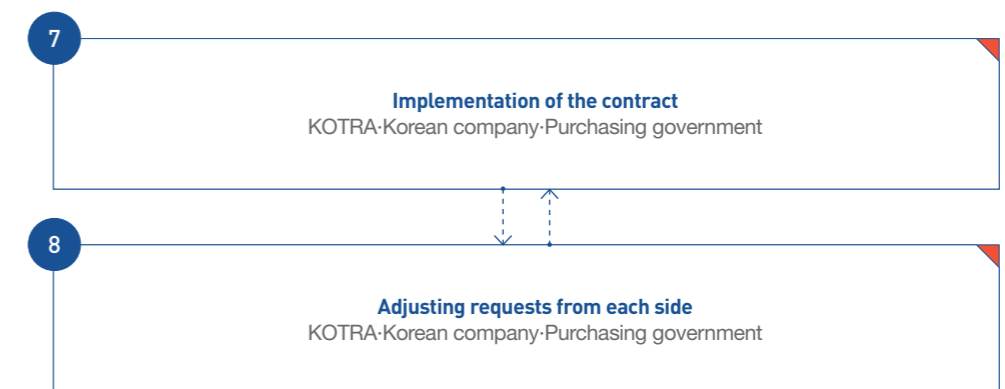 7
Implementation of the contract
KOTRA·Korean company·Purchasing government
8
Adjusting requests from each side
KOTRA·Korean company·Purchasing government